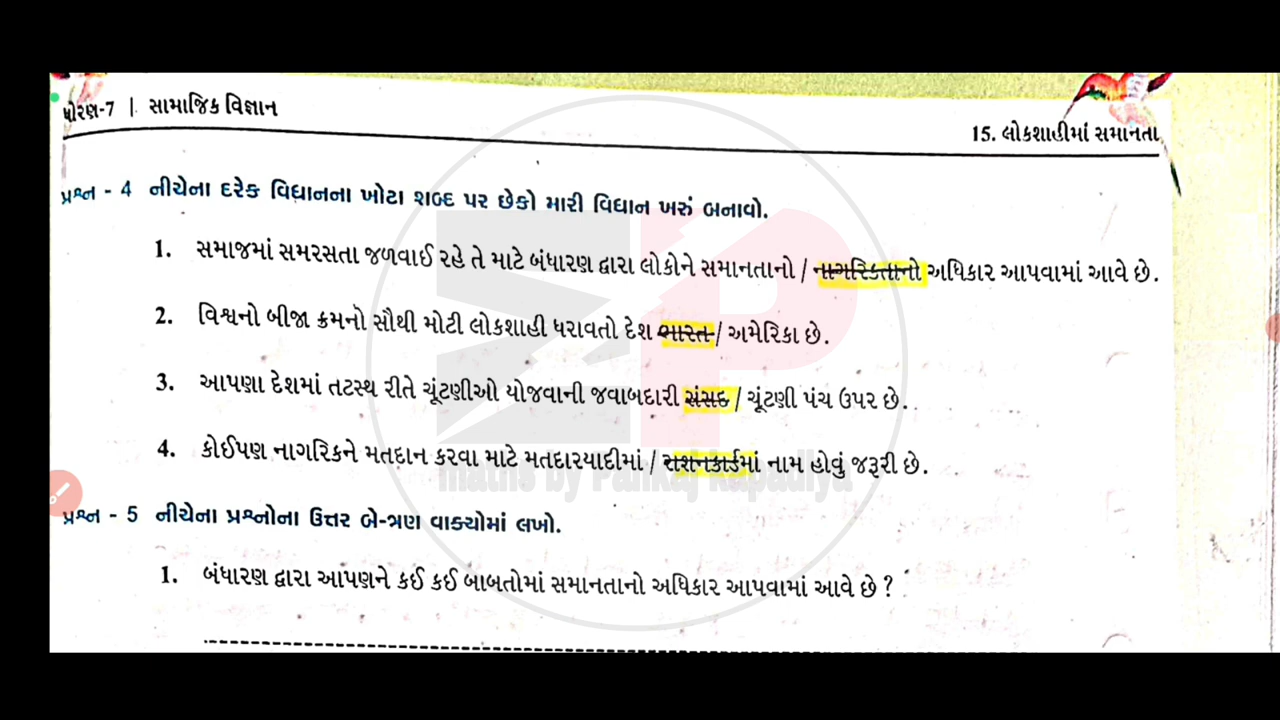 ધોરણ-7 | સામાજિક વિજ્ઞાન
15. લોકશાહીમાં સમાનતા
પ્રશ્ન - 4 નીચેના દરેક વિધાનના ખોટા શબ્દ પર છેકો મારી વિધાન ખરું બનાવો.
1. સમાજમાં સમરસતા જળવાઈ રહે તે માટે બંધારણ દ્વારા લોકોને સમાનતાનો / નાગરિકતાનો અધિકાર આપવામાં આવે છે.
2. વિશ્વનો બીજા ક્રમનો સૌથી મોટી લોકશાહી ધરાવતો દેશ ભારત / અમેરિકા છે.
3. આપણા દેશમાં તટસ્થ રીતે ચૂંટણીઓ યોજવાની જવાબદારી સંસદ / ચૂંટણી પંચ ઉપર છે.
4. કોઈપણ નાગરિકને મતદાન કરવા માટે મતદારયાદીમાં / રાશનકાર્ડમાં નામ હોવું જરૂરી છે.
maths by Pankaj kapadiya
પ્રશ્ન - 5 નીચેના પ્રશ્નોના ઉત્તર બે-ત્રણ વાક્યોમાં લખો.
1. બંધારણ દ્વારા આપણને કઈ કઈ બાબતોમાં સમાનતાનો અધિકાર આપવામાં આવે છે ?